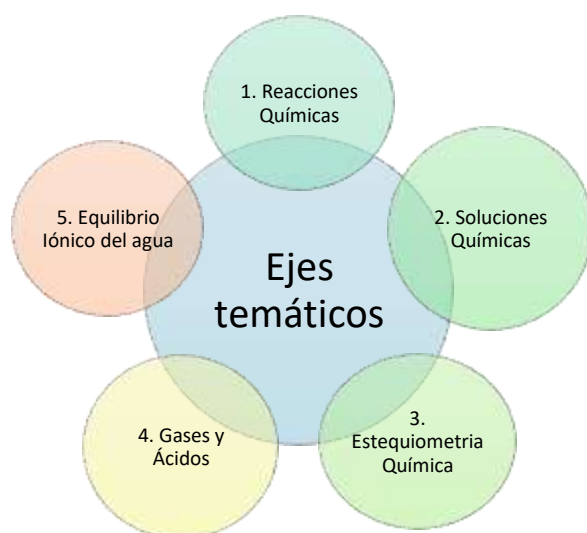 1. Reacciones
Químicas
2. Soluciones
Químicas
3.
Estequiometria
Química
4. Gases y
Ácidos
5. Equilibrio
Iónico del agua
Ejes
temáticos